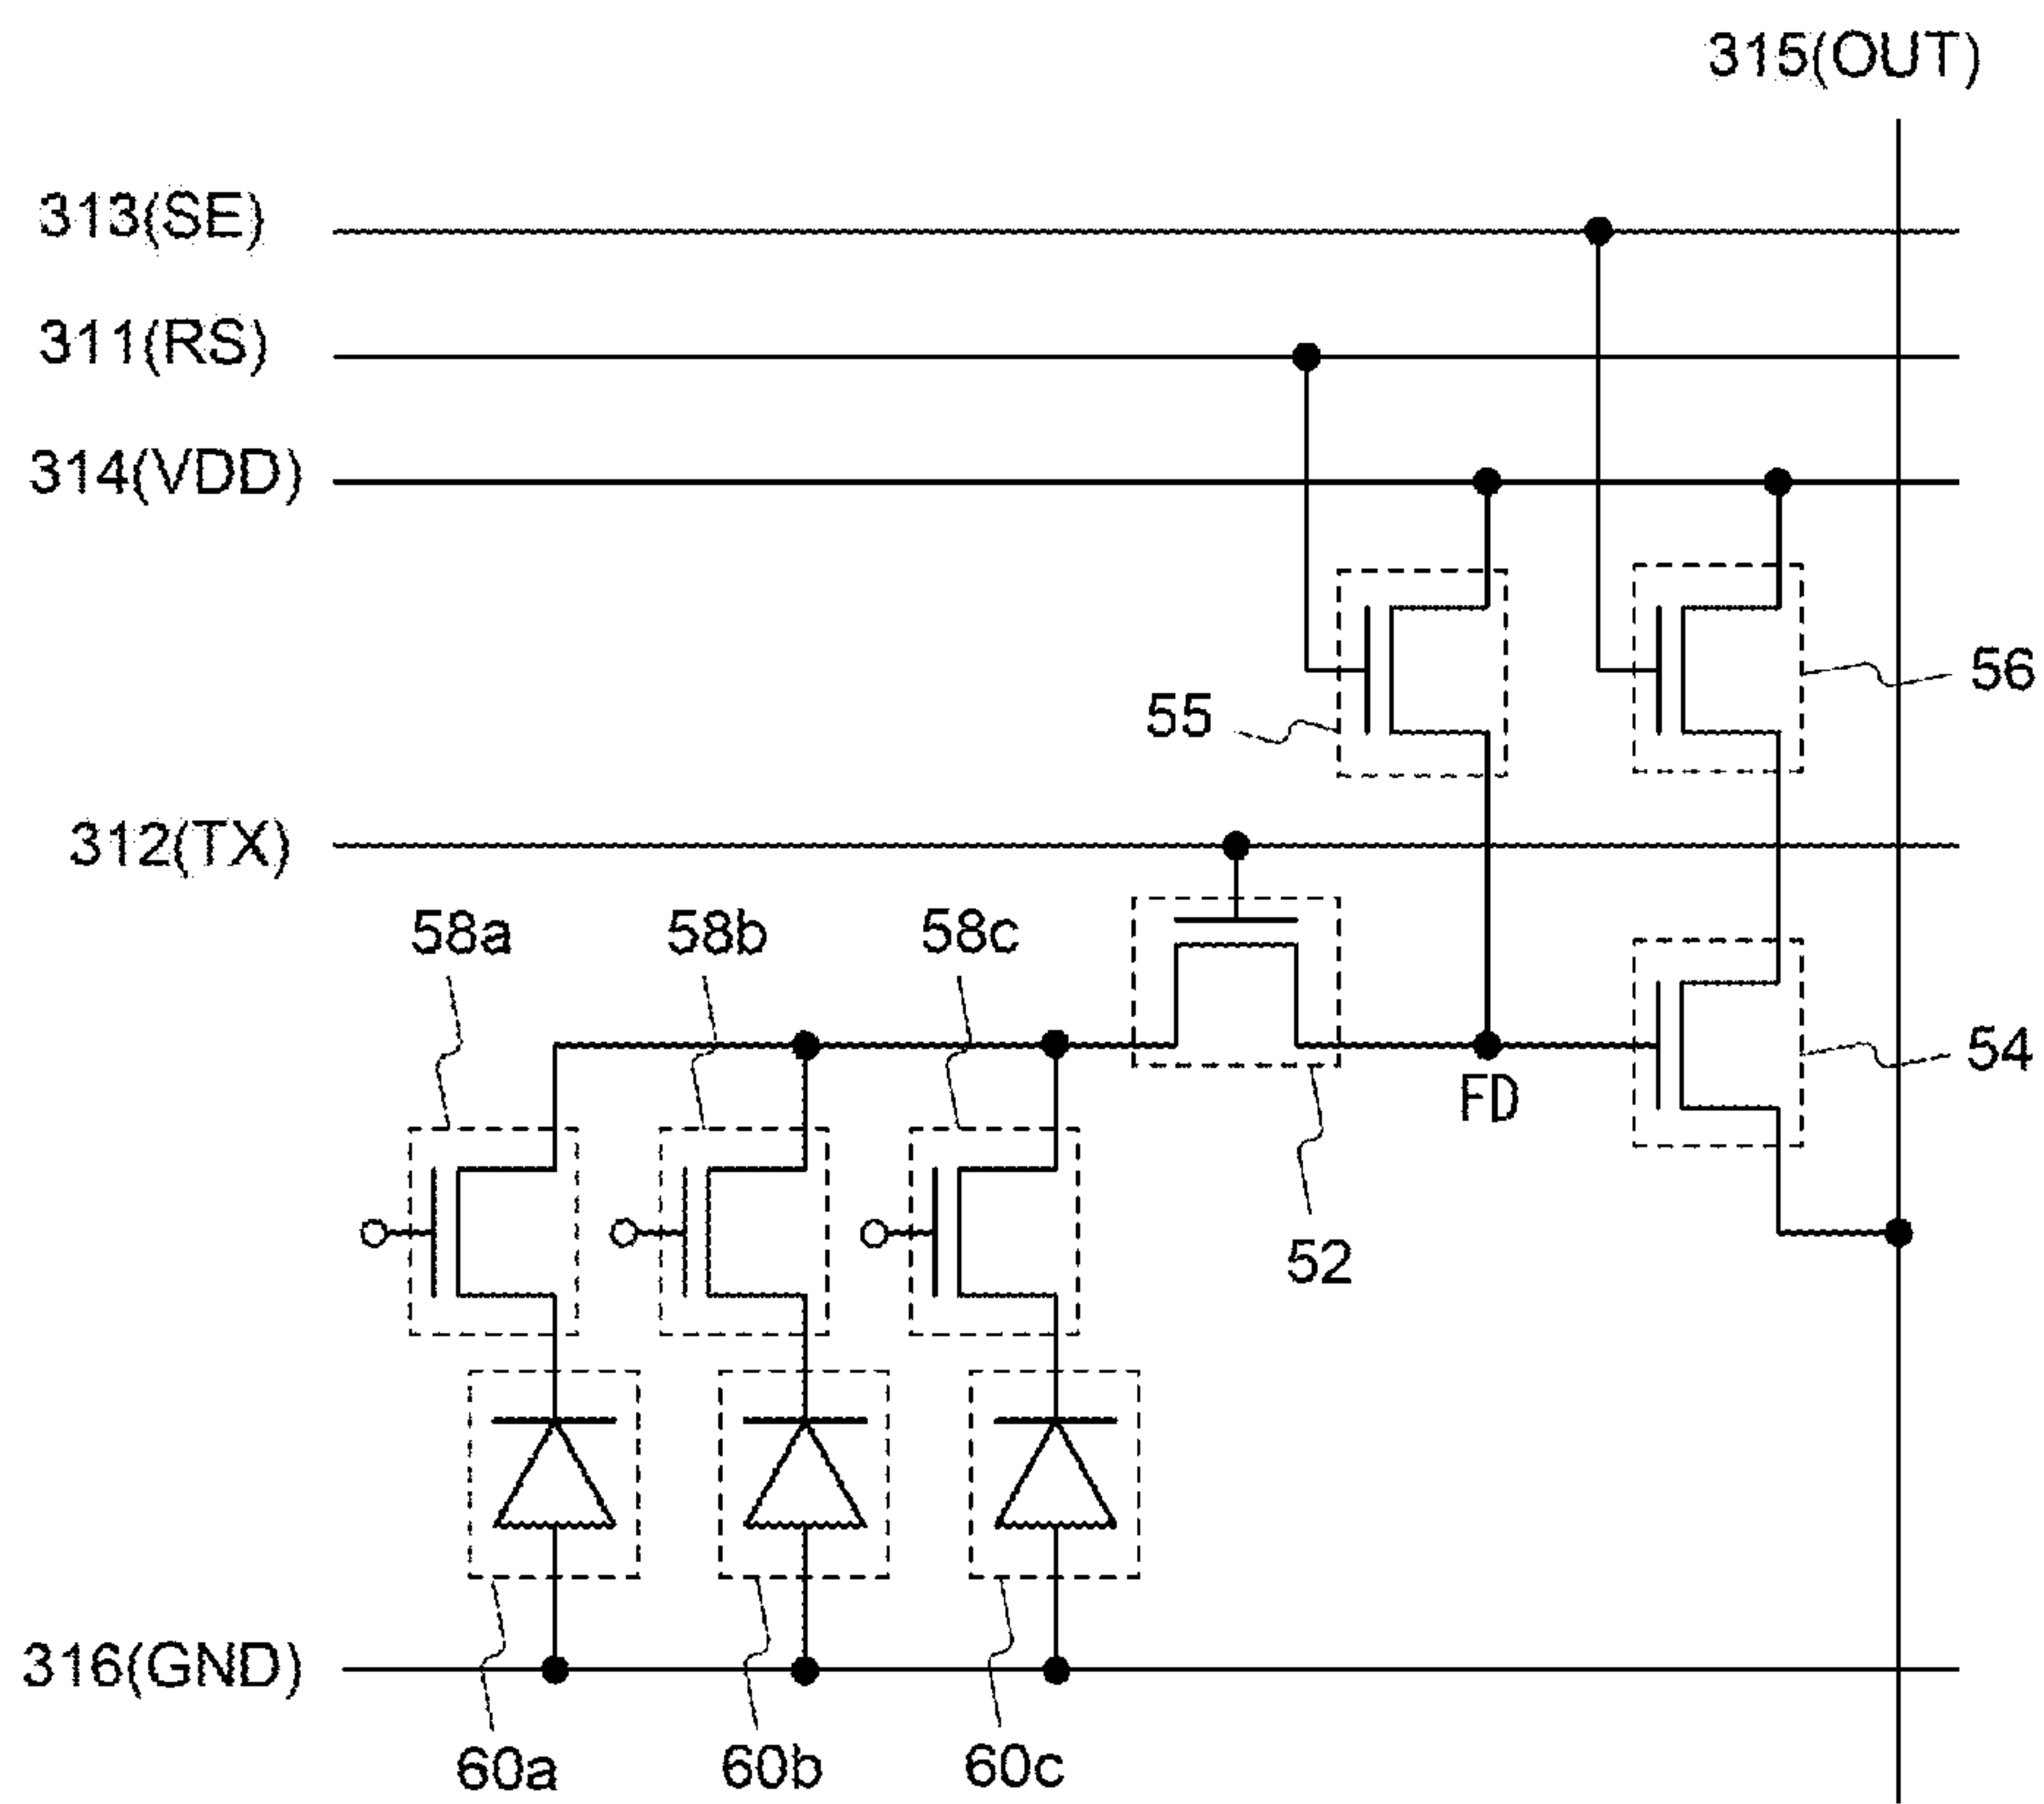 315(OUT)
313(SE)
311(RS)
314(VDD)
56
55
312(TX)
58a
58b
58c
54
FD
52
316(GND)
60a
60b
60c